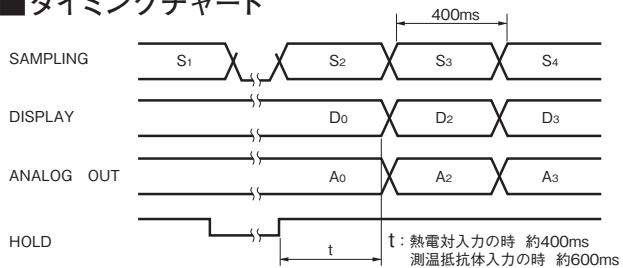 ■タイミングチャート
400ms
SAMPLING S1 S2 S3 S4
DISPLAY D0 D2 D3
ANALOG OUT A0 A2 A3
HOLD t
t：熱電対入力の時 約400ms
測温抵抗体入力の時 約600ms